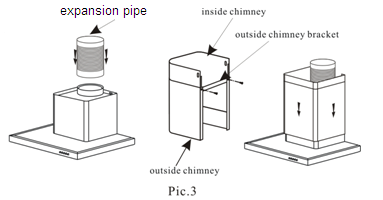 expansion pipe
inside chimney
outside chimney bracket
outside chimney
Pic.3